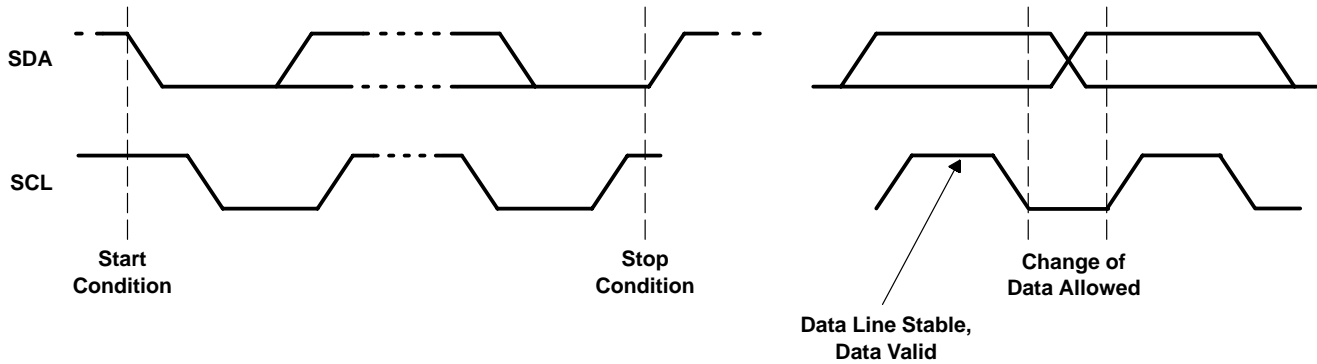 SDA
SCL
Start
Condition
Stop
Condition
Change of
Data Allowed
Data Line Stable,
Data Valid